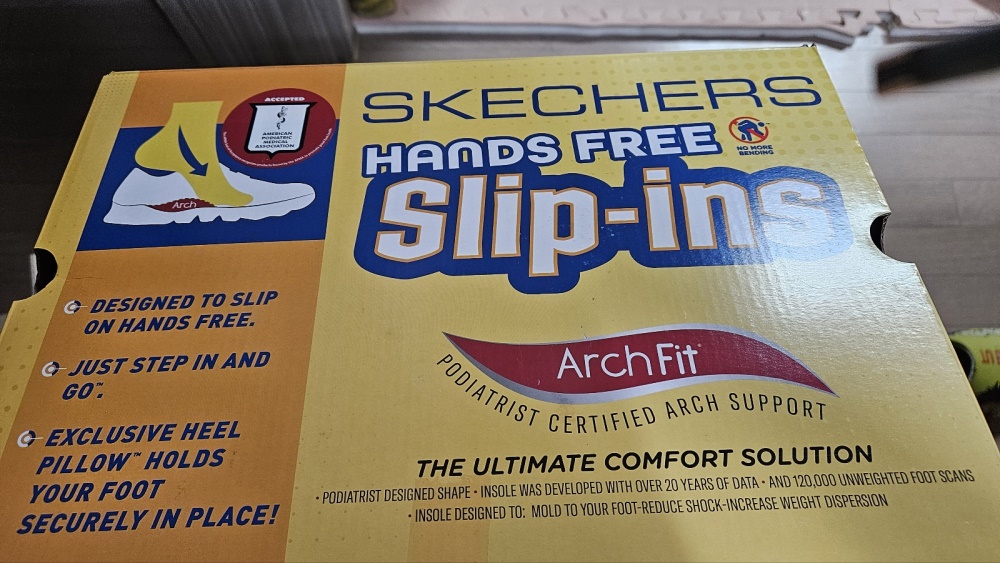 SKECHERS
HANDS FREE
Slip-ins
NO MORE
BENDING
ACCEPTED
AMERICAN
PODIATRIC
MEDICAL
ASSOCIATION
Arch
DESIGNED TO SLIP
ON HANDS FREE.
JUST STEP IN AND
GO™.
EXCLUSIVE HEEL
PILLOW™ HOLDS
YOUR FOOT
SECURELY IN PLACE!
ArchFit®
PODIATRIST CERTIFIED ARCH SUPPORT
THE ULTIMATE COMFORT SOLUTION
• PODIATRIST DESIGNED SHAPE • INSOLE WAS DEVELOPED WITH OVER 20 YEARS OF DATA • AND 120,000 UNWEIGHTED FOOT SCANS
• INSOLE DESIGNED TO: MOLD TO YOUR FOOT-REDUCE SHOCK-INCREASE WEIGHT DISPERSION